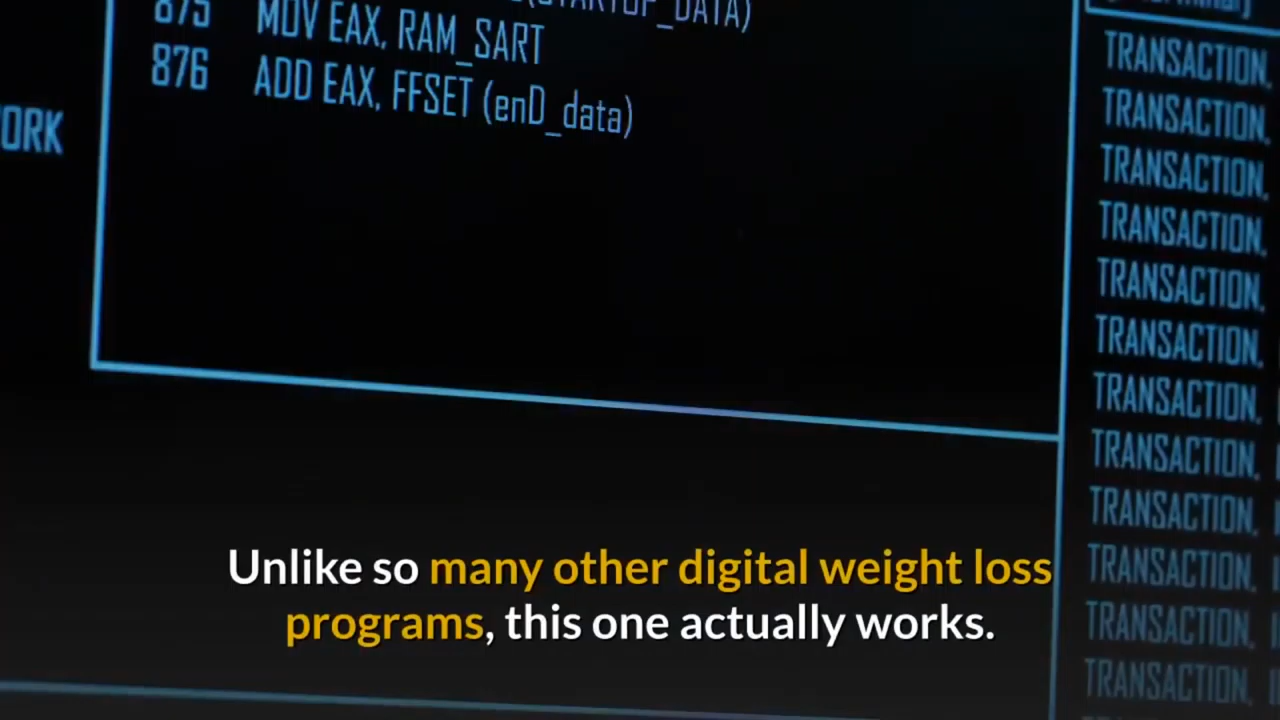 875 MOV EAX, RAM_SART
876 ADD EAX, FFSET (enD_data)
TRANSACTION.
TRANSACTION.
TRANSACTION.
TRANSACTION.
TRANSACTION.
TRANSACTION.
TRANSACTION.
TRANSACTION.
TRANSACTION.
TRANSACTION.
TRANSACTION.
TRANSACTION.
Unlike so many other digital weight loss
programs, this one actually works.